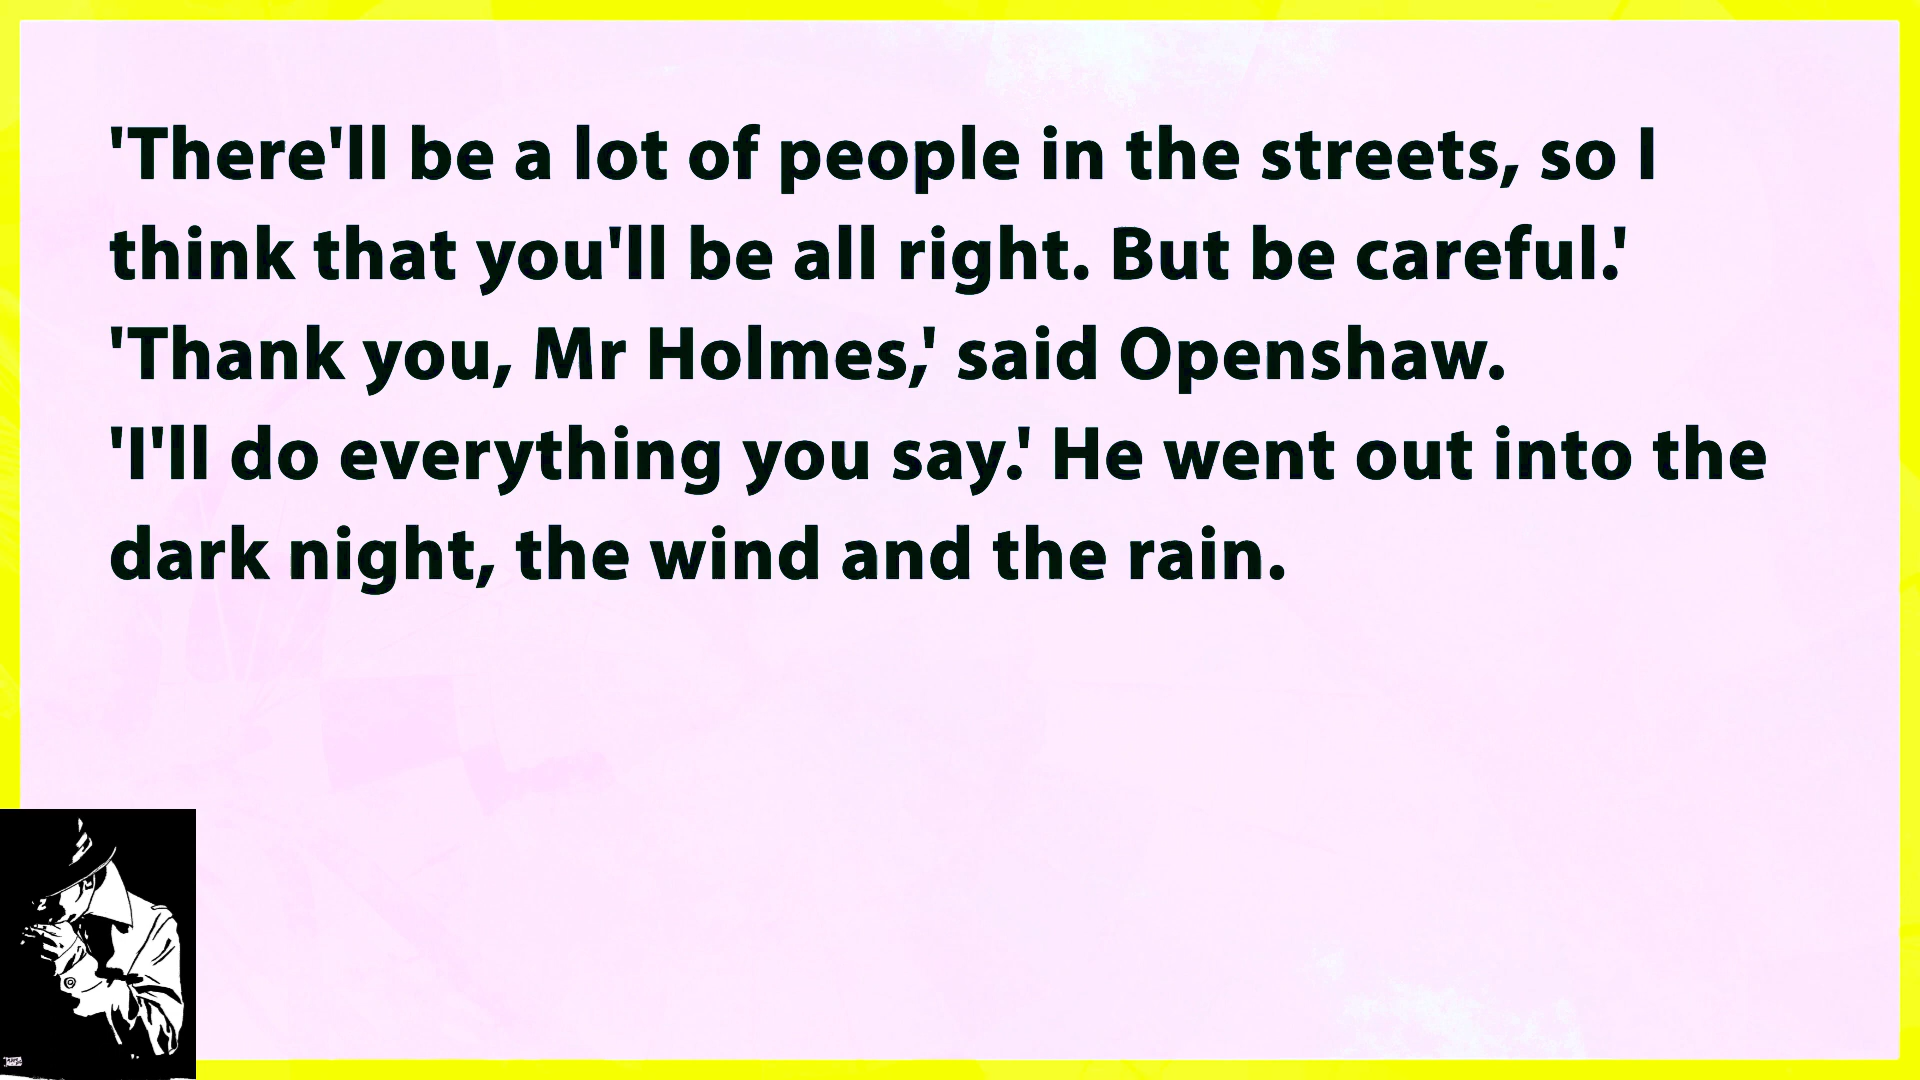 'There'll be a lot of people in the streets, so I
think that you'll be all right. But be careful.'
'Thank you, Mr Holmes,' said Openshaw.
'I'll do everything you say.' He went out into the
dark night, the wind and the rain.